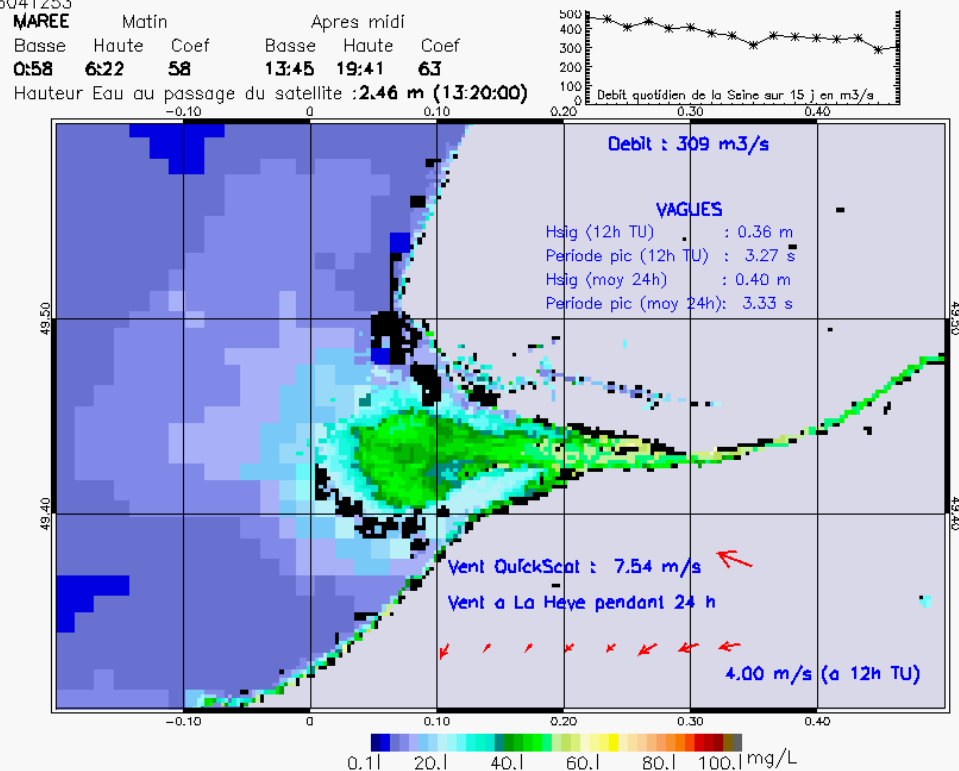 MAREE Matin Apres midi
Basse Haute Coef Basse Haute Coef
0:58 6:22 58 13:45 19:41 63
Hauteur Eau au passage du satellite :2.46 m (13:20:00)
500
400
300
200
100
0
Debit quotidien de la Seine sur 15 j en m3/s
-0.10 0 0.10 0.20 0.30 0.40
Debit : 309 m3/s
VAGUES
Hsig (12h TU) : 0.36 m
Periode pic (12h TU) : 3.27 s
Hsig (moy 24h) : 0.40 m
Periode pic (moy 24h): 3.33 s
49.50 49.50
49.40 49.40
Vent QuickScat : 7.54 m/s
Vent a La Heve pendant 24 h
4.00 m/s (a 12h TU)
-0.10 0 0.10 0.20 0.30 0.40
0.1 20. 40. 60. 80. 100. mg/L